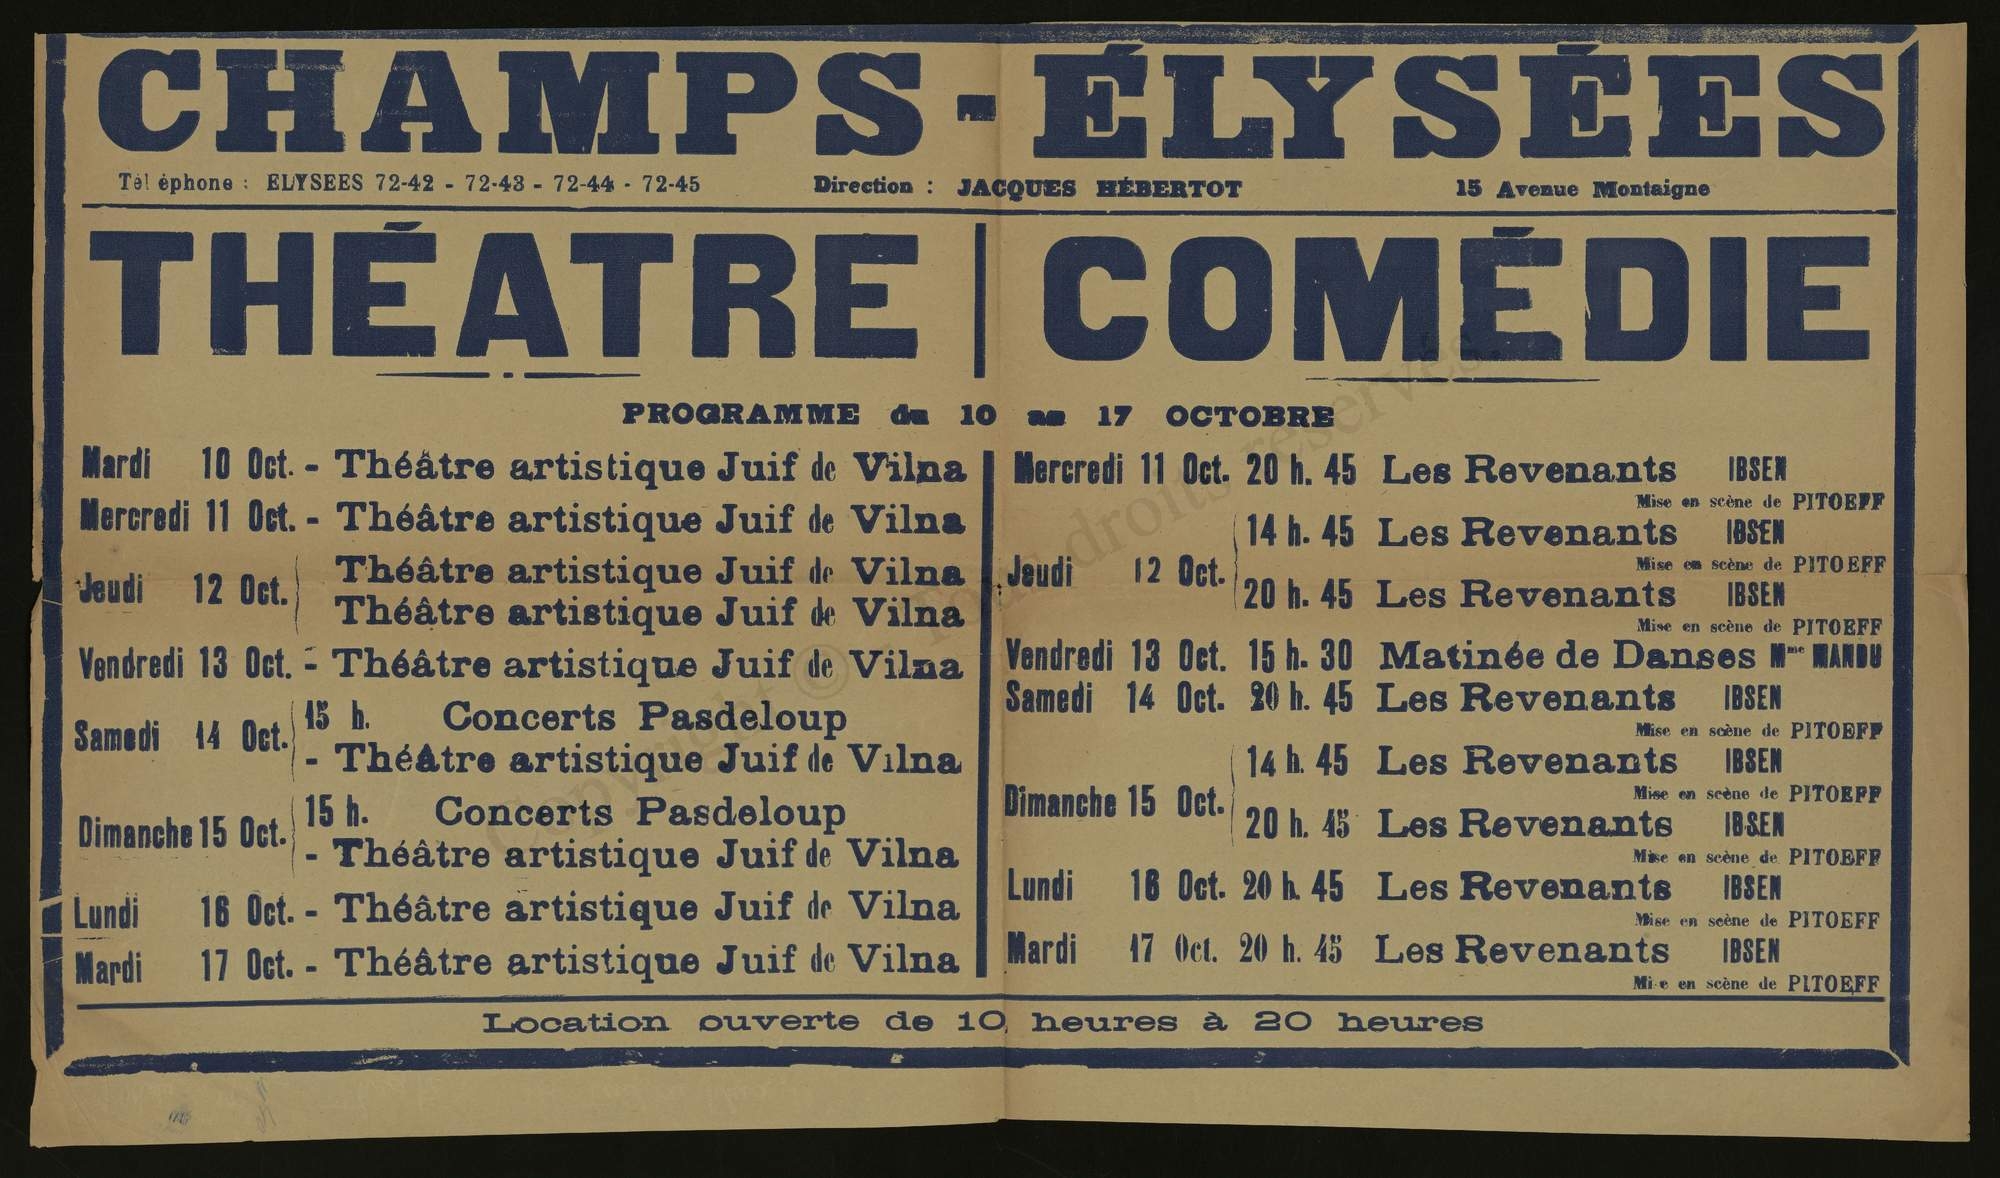 CHAMPS-ÉLYSÉES
Téléphone : ELYSEES 72-42 - 72-43 - 72-44 - 72-45 Direction : JACQUES HÉBERTOT 15 Avenue Montaigne
THÉATRE COMÉDIE
PROGRAMME du 10 au 17 OCTOBRE
Mardi 10 Oct. - Théâtre artistique Juif de Vilna
Mercredi 11 Oct. - Théâtre artistique Juif de Vilna
Jeudi 12 Oct. Théâtre artistique Juif de Vilna
Théâtre artistique Juif de Vilna
Vendredi 13 Oct. - Théâtre artistique Juif de Vilna
Samedi 14 Oct. 15 h. Concerts Pasdeloup
- Théâtre artistique Juif de Vilna
Dimanche 15 Oct. 15 h. Concerts Pasdeloup
- Théâtre artistique Juif de Vilna
Lundi 16 Oct. - Théâtre artistique Juif de Vilna
Mardi 17 Oct. - Théâtre artistique Juif de Vilna
Mercredi 11 Oct. 20 h. 45 Les Revenants IBSEN
Mise en scène de PITOEFF
Jeudi 12 Oct. 14 h. 45 Les Revenants IBSEN
Mise en scène de PITOEFF
20 h. 45 Les Revenants IBSEN
Mise en scène de PITOEFF
Vendredi 13 Oct. 15 h. 30 Matinée de Danses Mme MANDU
Samedi 14 Oct. 20 h. 45 Les Revenants IBSEN
Mise en scène de PITOEFF
Dimanche 15 Oct. 14 h. 45 Les Revenants IBSEN
Mise en scène de PITOEFF
20 h. 45 Les Revenants IBSEN
Mise en scène de PITOEFF
Lundi 16 Oct. 20 h. 45 Les Revenants IBSEN
Mise en scène de PITOEFF
Mardi 17 Oct. 20 h. 45 Les Revenants IBSEN
Mise en scène de PITOEFF
Location ouverte de 10 heures à 20 heures
Copyright © - Tous droits réservés.